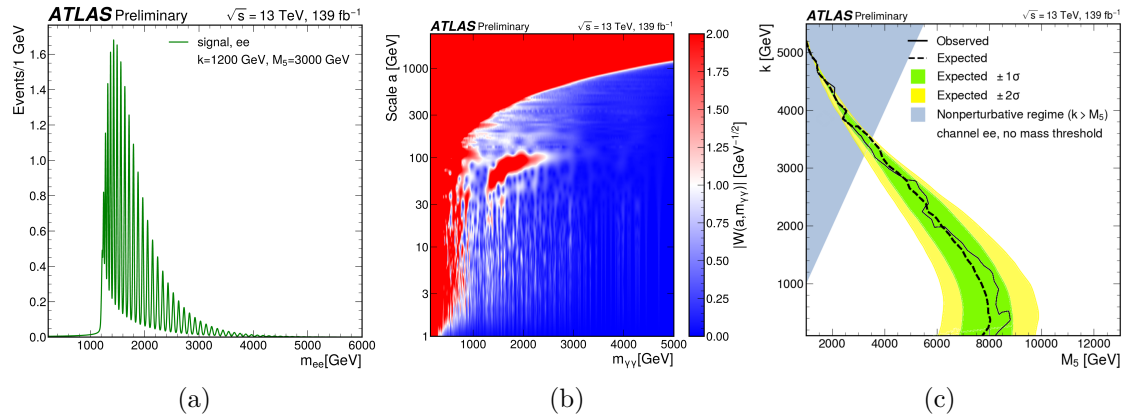 ATLAS Preliminary
√s = 13 TeV, 139 fb⁻¹
signal, ee
k=1200 GeV, M₅=3000 GeV
Events/1 GeV
1.6
1.4
1.2
1.0
0.8
0.6
0.4
0.2
0.0
1000 2000 3000 4000 5000 6000
mₑₑ[GeV]
(a)
ATLAS Preliminary
√s = 13 TeV, 139 fb⁻¹
Scale a [GeV]
1000
300
100
30
10
3
1
1000 2000 3000 4000 5000
m_γγ[GeV]
2.00
1.75
1.50
1.25
1.00
0.75
0.50
0.25
0.00
|W(a,m_γγ)| [GeV⁻¹/²]
(b)
ATLAS Preliminary
√s = 13 TeV, 139 fb⁻¹
Observed
Expected
Expected ± 1σ
Expected ± 2σ
Nonperturbative regime (k > M₅)
channel ee, no mass threshold
k [GeV]
5000
4000
3000
2000
1000
2000 4000 6000 8000 10000 12000
M₅ [GeV]
(c)